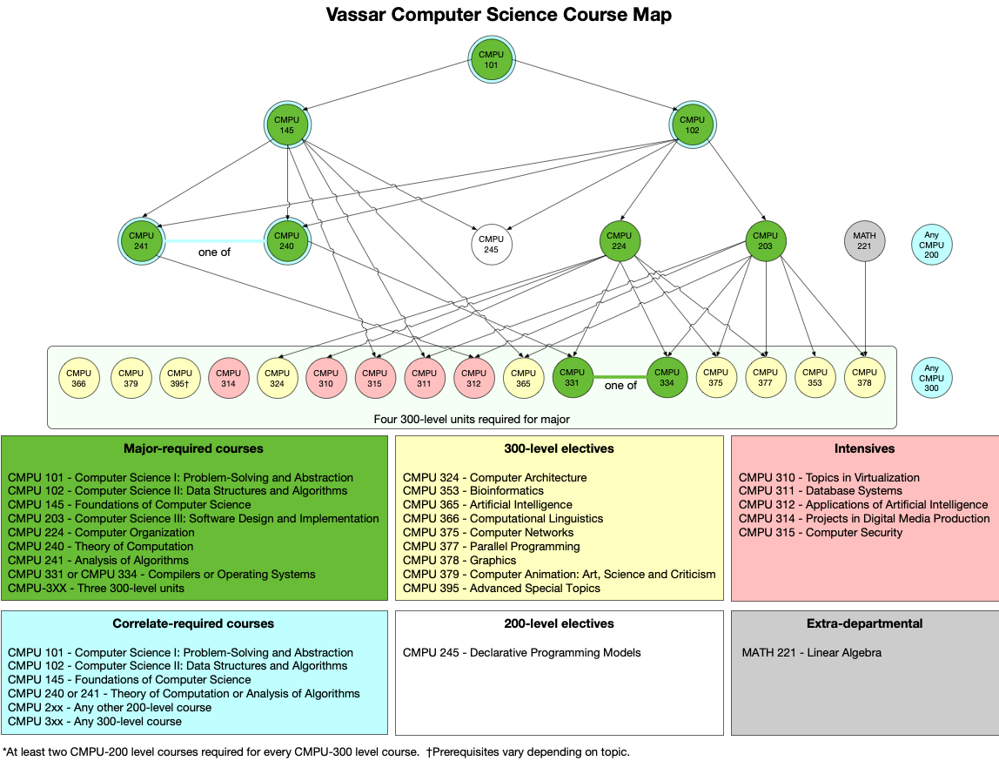 Vassar Computer Science Course Map
CMPU
101
CMPU
145
CMPU
102
CMPU
241
one of
CMPU
240
CMPU
245
CMPU
224
CMPU
203
MATH
221
Any
CMPU
200
CMPU
366
CMPU
379
CMPU
395†
CMPU
314
CMPU
324
CMPU
310
CMPU
315
CMPU
311
CMPU
312
CMPU
365
CMPU
331
one of
CMPU
334
CMPU
375
CMPU
377
CMPU
353
CMPU
378
Any
CMPU
300
Four 300-level units required for major
Major-required courses
CMPU 101 - Computer Science I: Problem-Solving and Abstraction
CMPU 102 - Computer Science II: Data Structures and Algorithms
CMPU 145 - Foundations of Computer Science
CMPU 203 - Computer Science III: Software Design and Implementation
CMPU 224 - Computer Organization
CMPU 240 - Theory of Computation
CMPU 241 - Analysis of Algorithms
CMPU 331 or CMPU 334 - Compilers or Operating Systems
CMPU-3XX - Three 300-level units
300-level electives
CMPU 324 - Computer Architecture
CMPU 353 - Bioinformatics
CMPU 365 - Artificial Intelligence
CMPU 366 - Computational Linguistics
CMPU 375 - Computer Networks
CMPU 377 - Parallel Programming
CMPU 378 - Graphics
CMPU 379 - Computer Animation: Art, Science and Criticism
CMPU 395 - Advanced Special Topics
Intensives
CMPU 310 - Topics in Virtualization
CMPU 311 - Database Systems
CMPU 312 - Applications of Artificial Intelligence
CMPU 314 - Projects in Digital Media Production
CMPU 315 - Computer Security
Correlate-required courses
CMPU 101 - Computer Science I: Problem-Solving and Abstraction
CMPU 102 - Computer Science II: Data Structures and Algorithms
CMPU 145 - Foundations of Computer Science
CMPU 240 or 241 - Theory of Computation or Analysis of Algorithms
CMPU 2xx - Any other 200-level course
CMPU 3xx - Any 300-level course
200-level electives
CMPU 245 - Declarative Programming Models
Extra-departmental
MATH 221 - Linear Algebra
*At least two CMPU-200 level courses required for every CMPU-300 level course. †Prerequisites vary depending on topic.